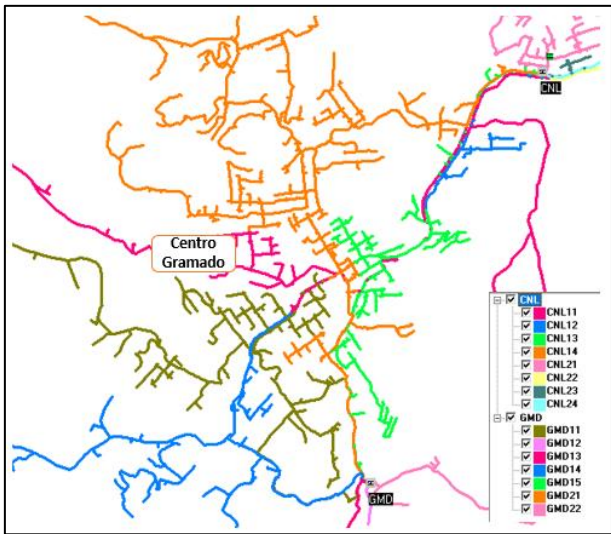 CNL
Centro
Gramado
CNL
CNL11
CNL12
CNL13
CNL14
CNL21
CNL22
CNL23
CNL24
GMD
GMD11
GMD12
GMD13
GMD14
GMD15
GMD21
GMD22
GMD